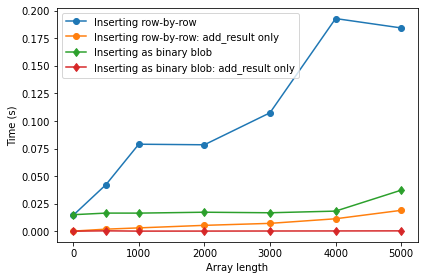 Inserting row-by-row
Inserting row-by-row: add_result only
Inserting as binary blob
Inserting as binary blob: add_result only
Time (s)
0.200
0.175
0.150
0.125
0.100
0.075
0.050
0.025
0.000
0 1000 2000 3000 4000 5000
Array length